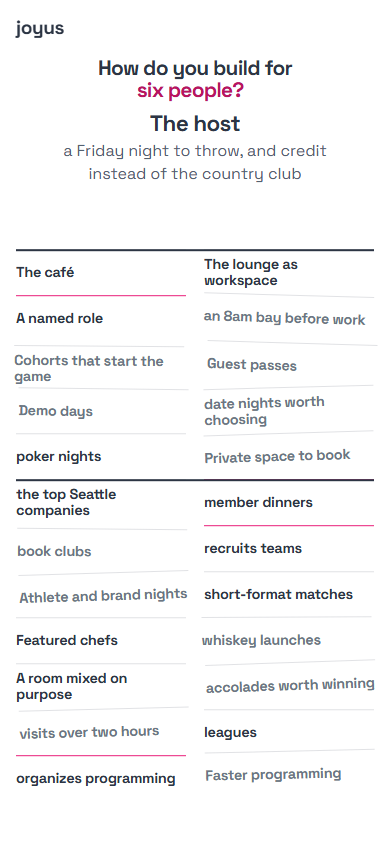 joyus
How do you build for
six people?
The host
a Friday night to throw, and credit
instead of the country club
The café
The lounge as
workspace
A named role
an 8am bay before work
Cohorts that start the
game
Guest passes
Demo days
date nights worth
choosing
poker nights
Private space to book
the top Seattle
companies
member dinners
book clubs
recruits teams
Athlete and brand nights
short-format matches
Featured chefs
whiskey launches
A room mixed on
purpose
accolades worth winning
visits over two hours
leagues
organizes programming
Faster programming